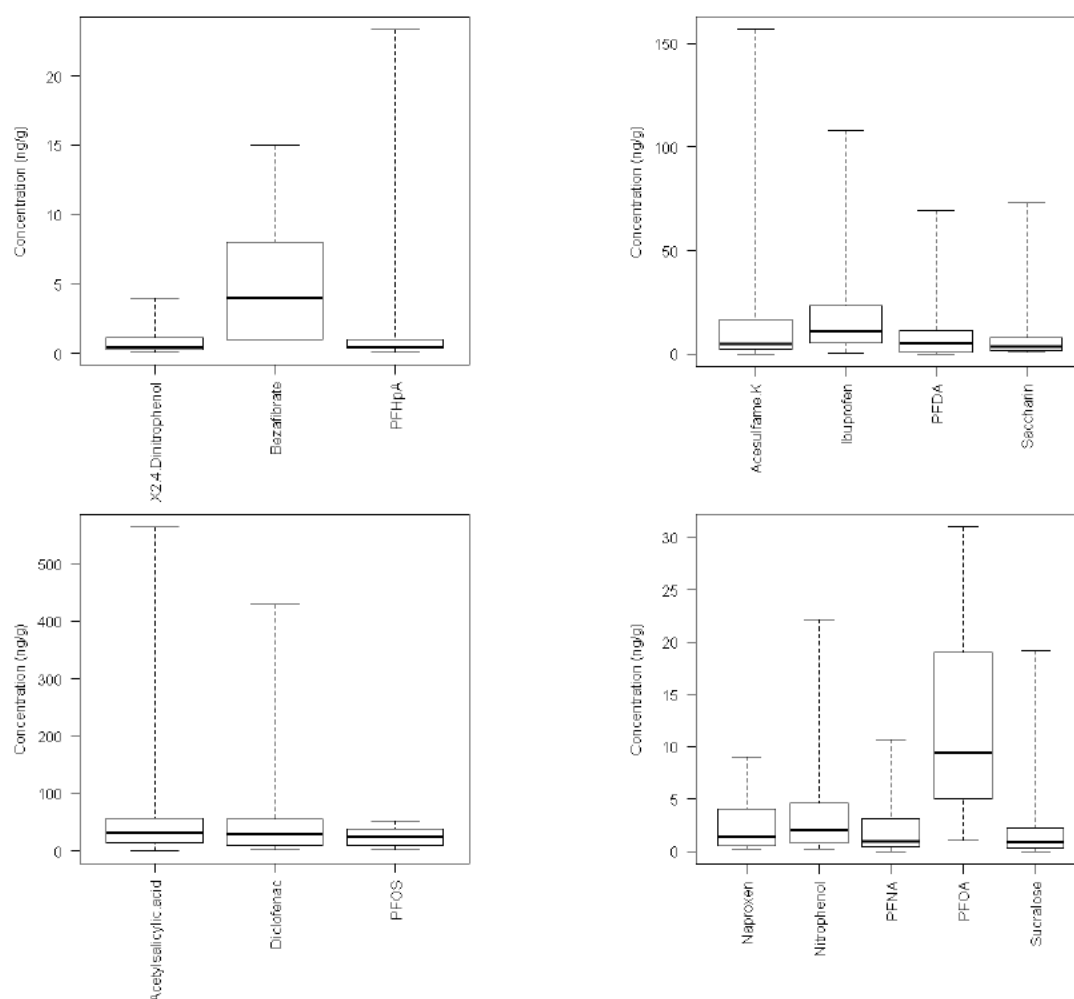 Concentration (ng/g)
20
15
10
5
0
X2.4.Dinitrophenol
Bezafibrate
PFHpA
Concentration (ng/g)
150
100
50
0
Acesulfame.K
Ibuprofen
PFDA
Saccharin
Concentration (ng/g)
500
400
300
200
100
0
Acetylsalicylic.acid
Diclofenac
PFOS
Concentration (ng/g)
30
25
20
15
10
5
0
Naproxen
Nitrophenol
PFNA
PFOA
Sucralose